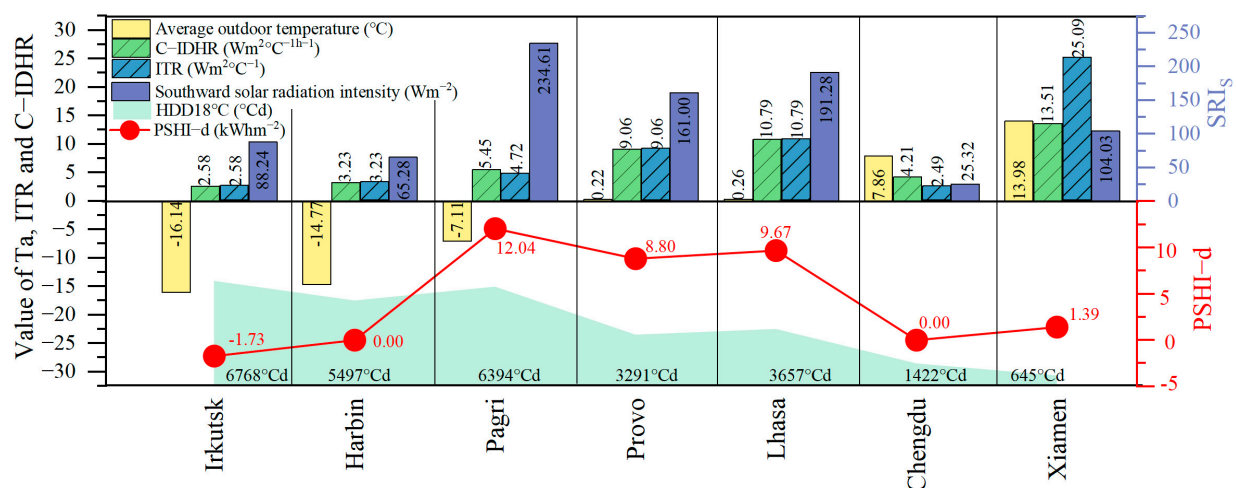 Value of Ta, ITR and C−IDHR
30
25
20
15
10
5
0
−5
−10
−15
−20
−25
−30
Average outdoor temperature (°C)
C−IDHR (Wm²°C⁻¹ʰ⁻¹)
ITR (Wm²°C⁻¹)
Southward solar radiation intensity (Wm⁻²)
HDD18°C (°Cd)
PSHI−d (kWhm⁻²)
-16.14
2.58
2.58
88.24
-14.77
3.23
3.23
65.28
-7.11
5.45
4.72
234.61
0.22
9.06
9.06
161.00
0.26
10.79
10.79
191.28
7.86
4.21
2.49
25.32
13.98
13.51
25.09
104.03
-1.73
0.00
12.04
8.80
9.67
0.00
1.39
6768°Cd
5497°Cd
6394°Cd
3291°Cd
3657°Cd
1422°Cd
645°Cd
Irkutsk
Harbin
Pagri
Provo
Lhasa
Chengdu
Xiamen
250
200
150
100
50
0
SRIₛ
10
5
0
-5
PSHI−d